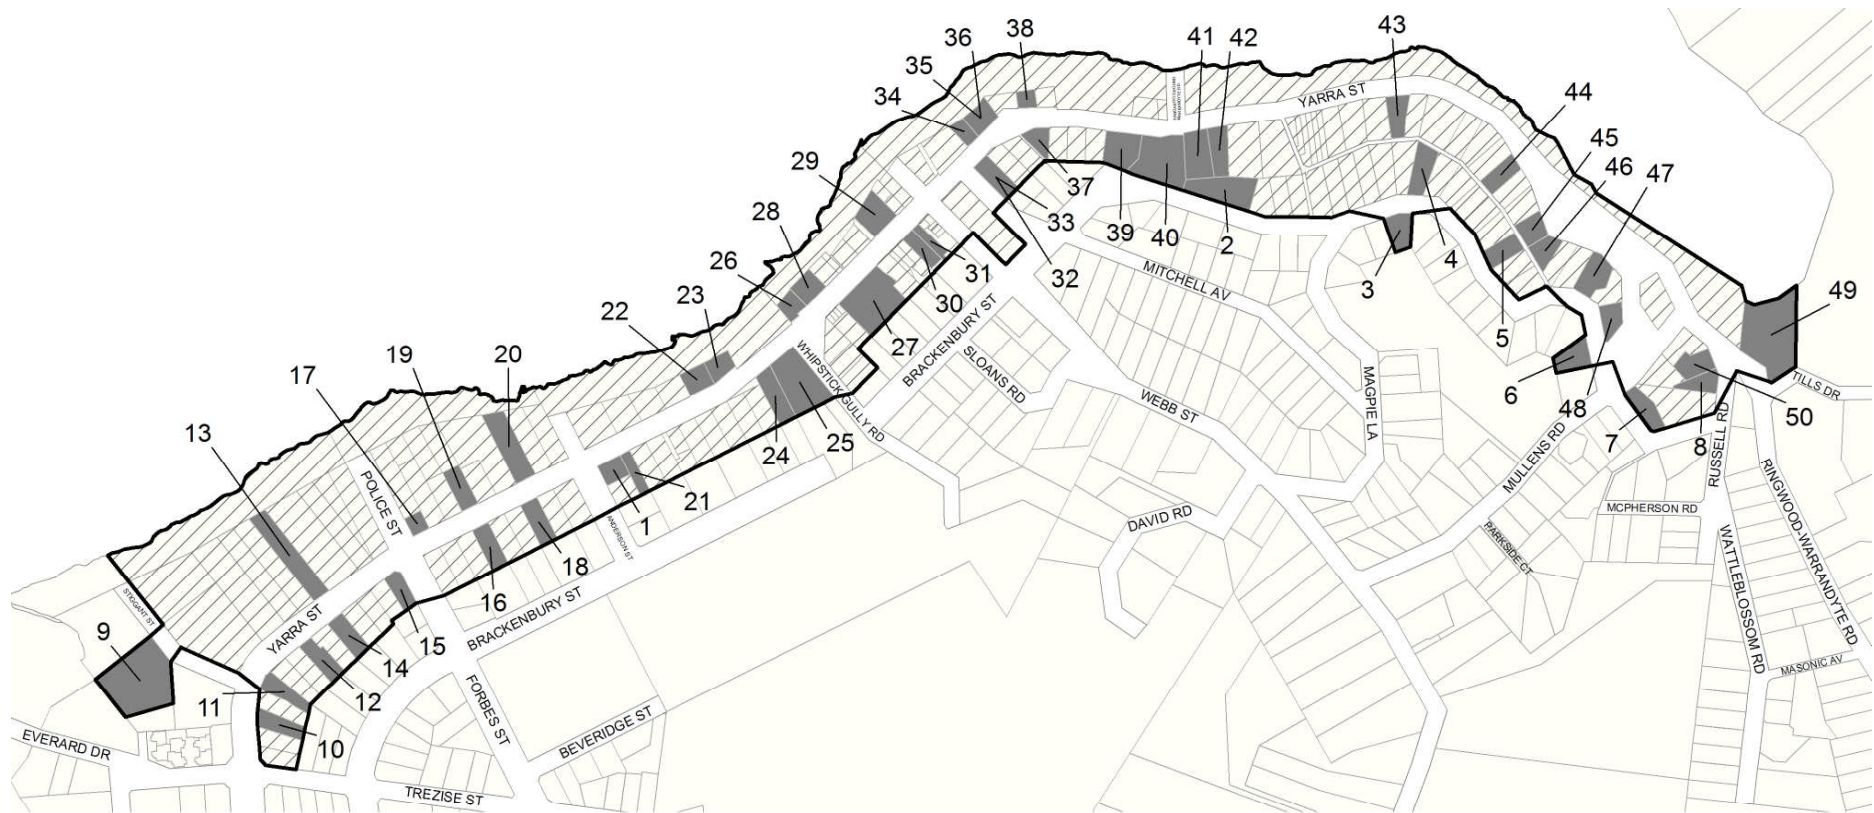 38
43
36
41
42
35
34
YARRA ST
44
45
29
46
47
37
28
33
39
40
2
49
26
31
32
3
4
MITCHELL AV
30
23
22
5
27
BRACKENBURY ST
SLOANS RD
WHIPSTICK GULLY RD
20
19
17
TILLS DR
MAGPIE LA
6
50
WEBB ST
48
7
8
25
24
13
RUSSELL RD
MULLENS RD
21
1
POLICE ST
MCPHERSON RD
DAVID RD
ANDERSON ST
18
16
RINGWOOD-WARRANDYTE RD
WATTLEBLOSSOM RD
PARKSIDE CT
BRACKENBURY ST
STIGGANT ST
9
YARRA ST
15
14
12
MASONIC AV
11
FORBES ST
10
BEVERIDGE ST
EVERARD DR
TREZISE ST